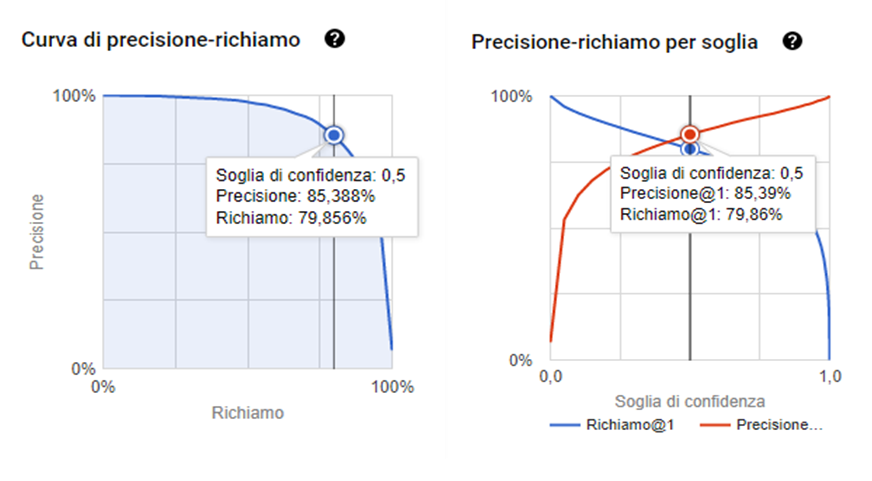 Curva di precisione-richiamo ?
100%
Precisione
Soglia di confidenza: 0,5
Precisione: 85,388%
Richiamo: 79,856%
0%
0% 100%
Richiamo
Precisione-richiamo per soglia ?
100%
Soglia di confidenza: 0,5
Precisione@1: 85,39%
Richiamo@1: 79,86%
0%
0,0 1,0
Soglia di confidenza
Richiamo@1 Precisione...